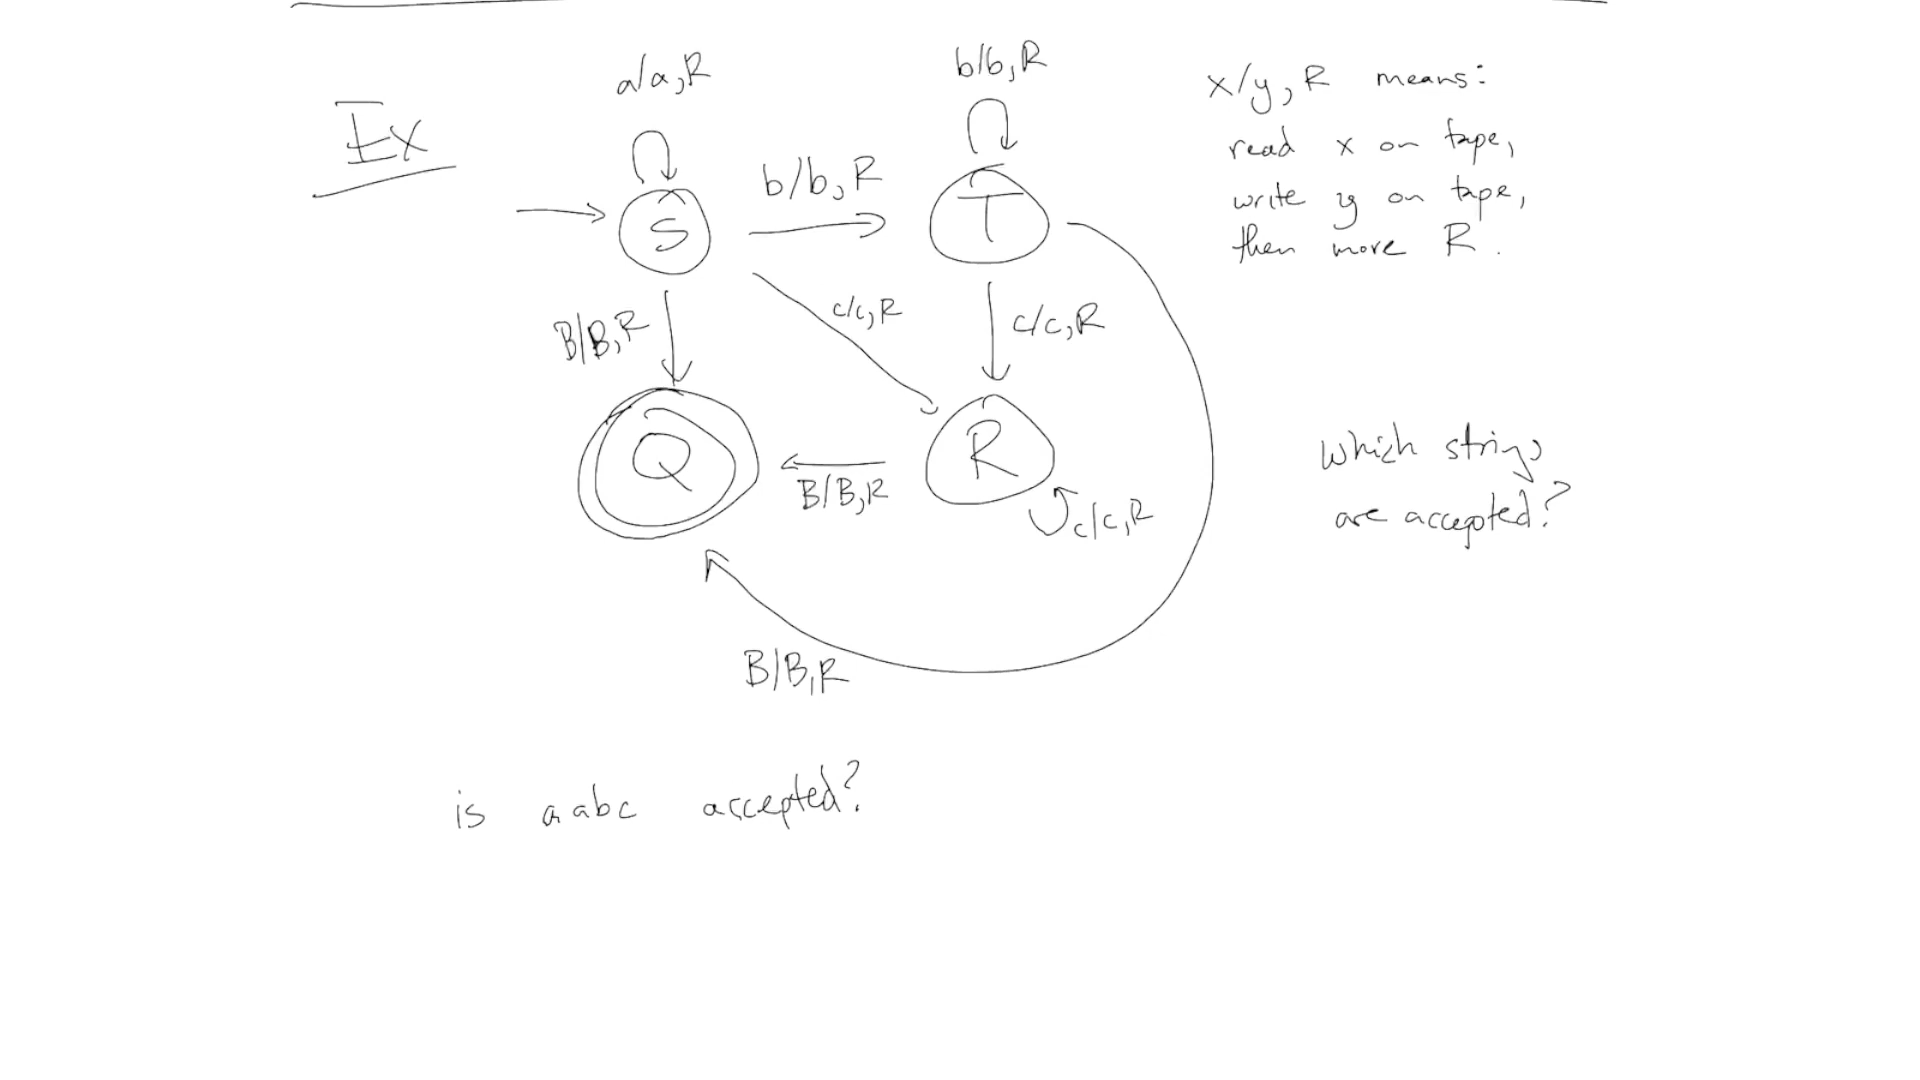 Ex
a/a,R
b/b,R
x/y, R means:
read x on tape,
write y on tape,
then move R.
S
b/b,R
T
B/B,R
c/c,R
c/c,R
Q
B/B,R
R
c/c,R
B/B,R
Which strings
are accepted?
is aabc accepted?